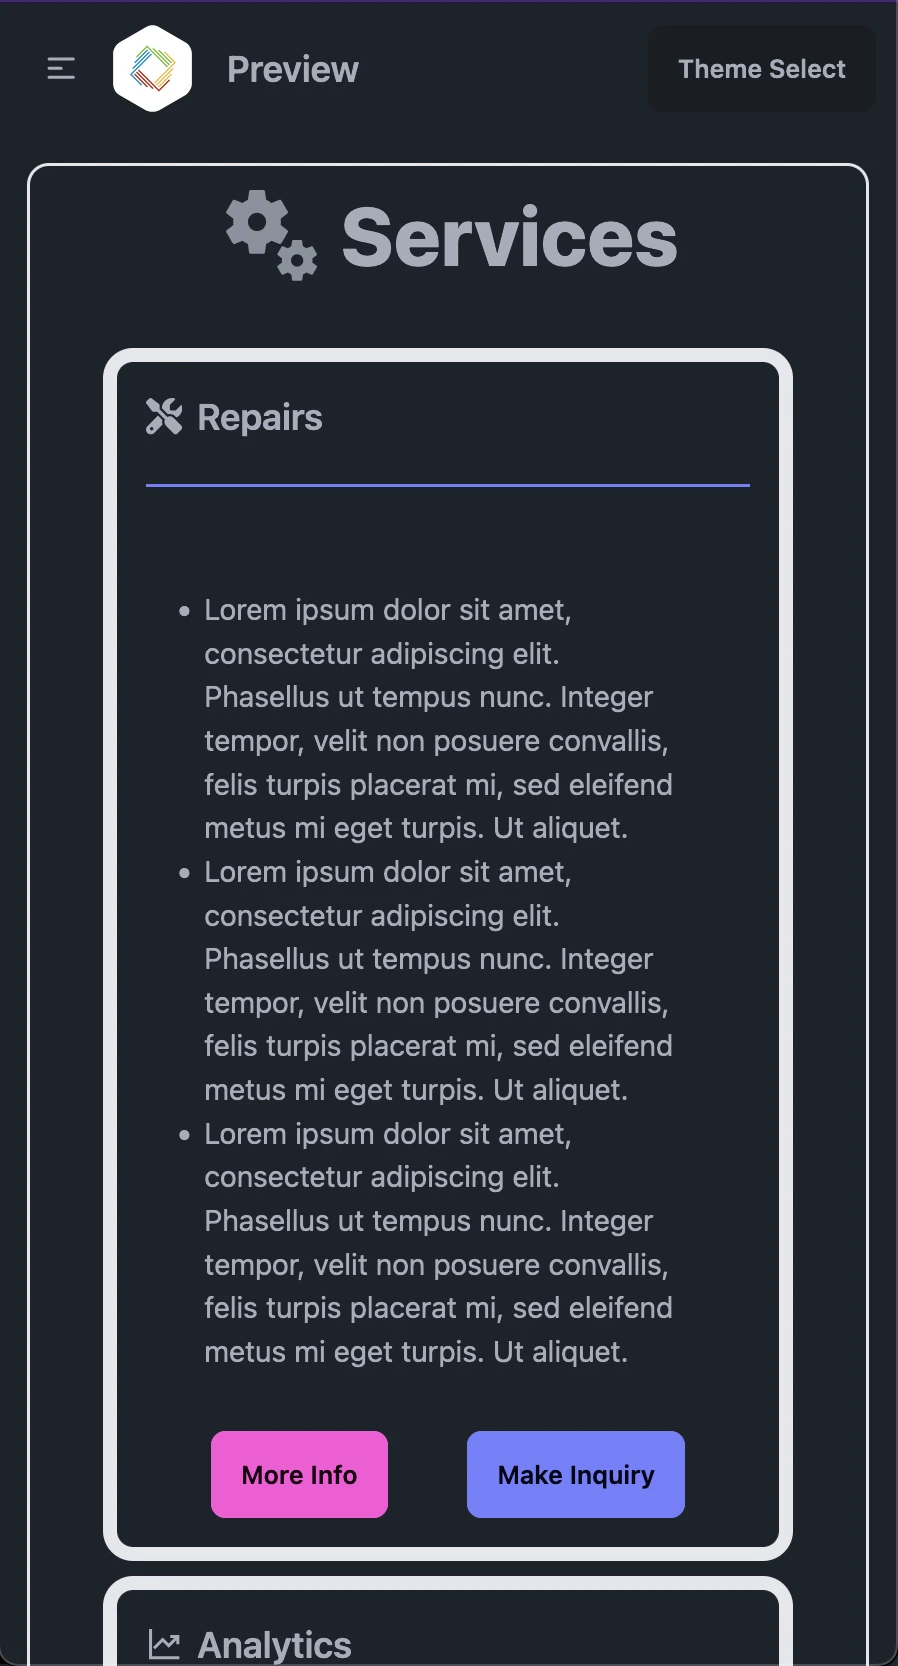 Preview
Theme Select
Services
Repairs
• Lorem ipsum dolor sit amet,
consectetur adipiscing elit.
Phasellus ut tempus nunc. Integer
tempor, velit non posuere convallis,
felis turpis placerat mi, sed eleifend
metus mi eget turpis. Ut aliquet.
• Lorem ipsum dolor sit amet,
consectetur adipiscing elit.
Phasellus ut tempus nunc. Integer
tempor, velit non posuere convallis,
felis turpis placerat mi, sed eleifend
metus mi eget turpis. Ut aliquet.
• Lorem ipsum dolor sit amet,
consectetur adipiscing elit.
Phasellus ut tempus nunc. Integer
tempor, velit non posuere convallis,
felis turpis placerat mi, sed eleifend
metus mi eget turpis. Ut aliquet.
More Info
Make Inquiry
Analytics